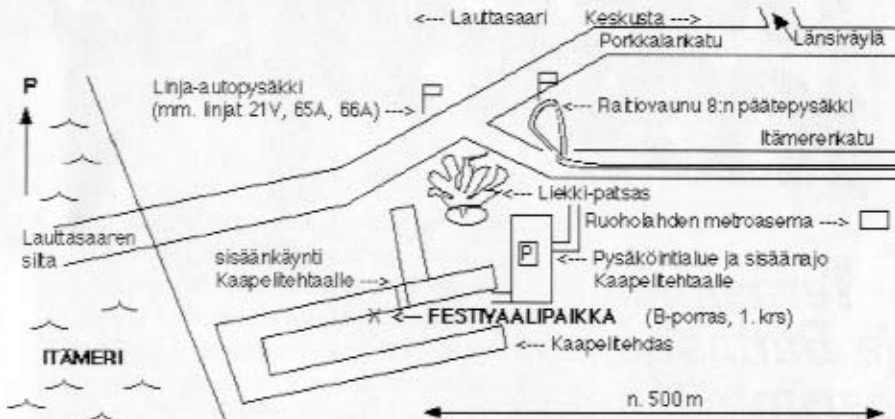 <--- Lauttasaari Keskusta --->
Porkkalankatu Länsiväylä
P
Linja-autopysäkki
(mm. linjat 21V, 65A, 66A) --->
<--- Raitiovaunu 8:n päätepysäkki
Itämerenkatu
<--- Liekki-patsas
Ruoholahden metroasema --->
Lauttasaaren
silta
sisäänkäynti
Kaapelitehtaalle --->
P
<--- Pysäköintialue ja sisäänajo
Kaapelitehtaalle
X <--- FESTIVAALIPAIKKA (B-porras, 1. krs)
<--- Kaapelitehdas
ITÄMERI
n. 500 m